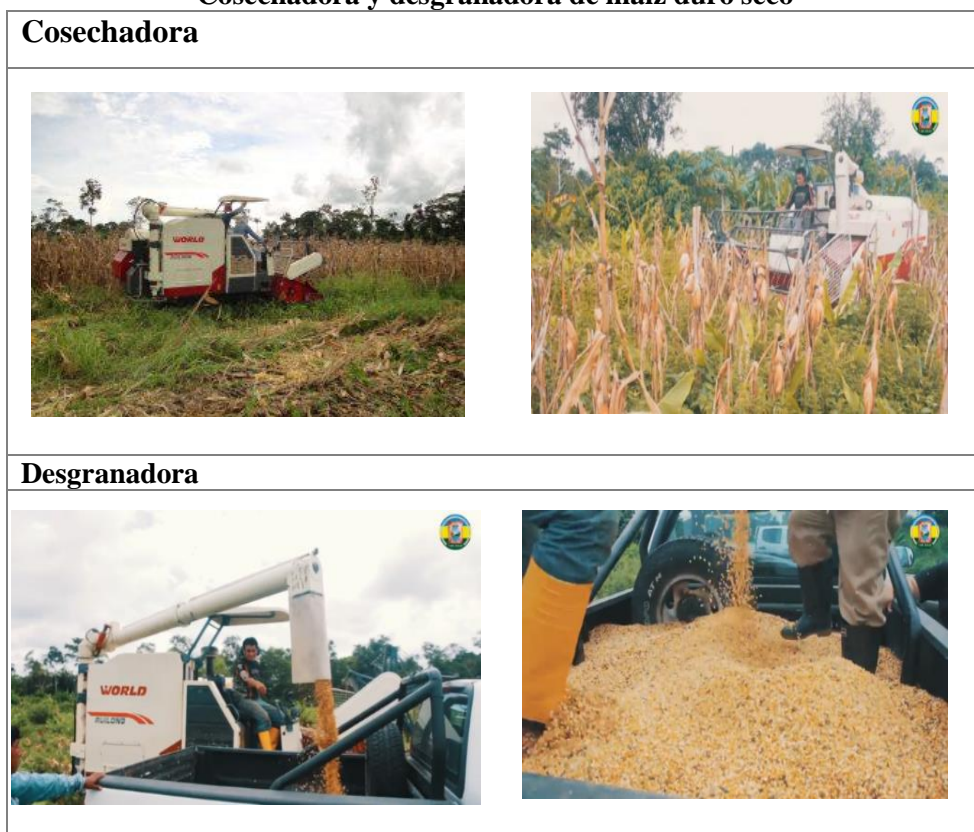 Cosechadora y desgranadora de maíz duro seco
Cosechadora
WORLD
Desgranadora
WORLD
RUILONG